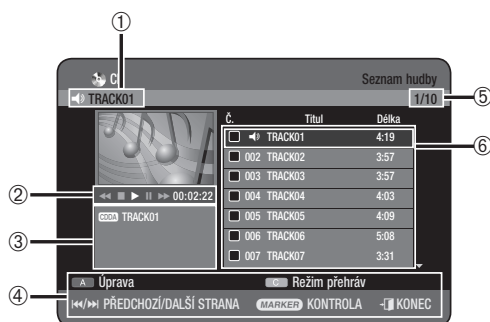 ①
CD Seznam hudby
TRACK01 1/10 ⑤
Č. Titul Délka
TRACK01 4:19 ⑥
002 TRACK02 3:57
003 TRACK03 3:57
004 TRACK04 4:03
005 TRACK05 4:09
006 TRACK06 5:08
007 TRACK07 3:31
② 00:02:22
③ CDDA TRACK01
④
A Úprava C Režim přehráv
PŘEDCHOZÍ/DALŠÍ STRANA MARKER KONTROLA KONEC